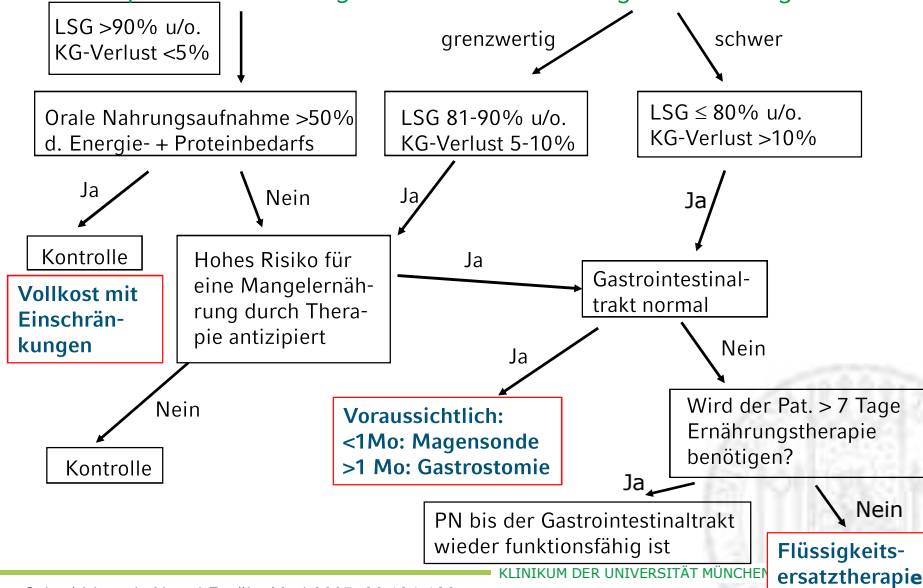 LSG >90% u/o.
KG-Verlust <5%
grenzwertig
schwer
Orale Nahrungsaufnahme >50%
d. Energie- + Proteinbedarfs
LSG 81-90% u/o.
KG-Verlust 5-10%
LSG ≤ 80% u/o.
KG-Verlust >10%
Ja
Nein
Ja
Ja
Kontrolle
Vollkost mit
Einschrän-
kungen
Hohes Risiko für
eine Mangelernäh-
rung durch Thera-
pie antizipiert
Ja
Gastrointestinal-
trakt normal
Ja
Nein
Nein
Kontrolle
Voraussichtlich:
<1Mo: Magensonde
>1 Mo: Gastrostomie
Wird der Pat. > 7 Tage
Ernährungstherapie
benötigen?
Ja
Nein
PN bis der Gastrointestinaltrakt
wieder funktionsfähig ist
Flüssigkeits-
ersatztherapie
KLINIKUM DER UNIVERSITÄT MÜNCHEN